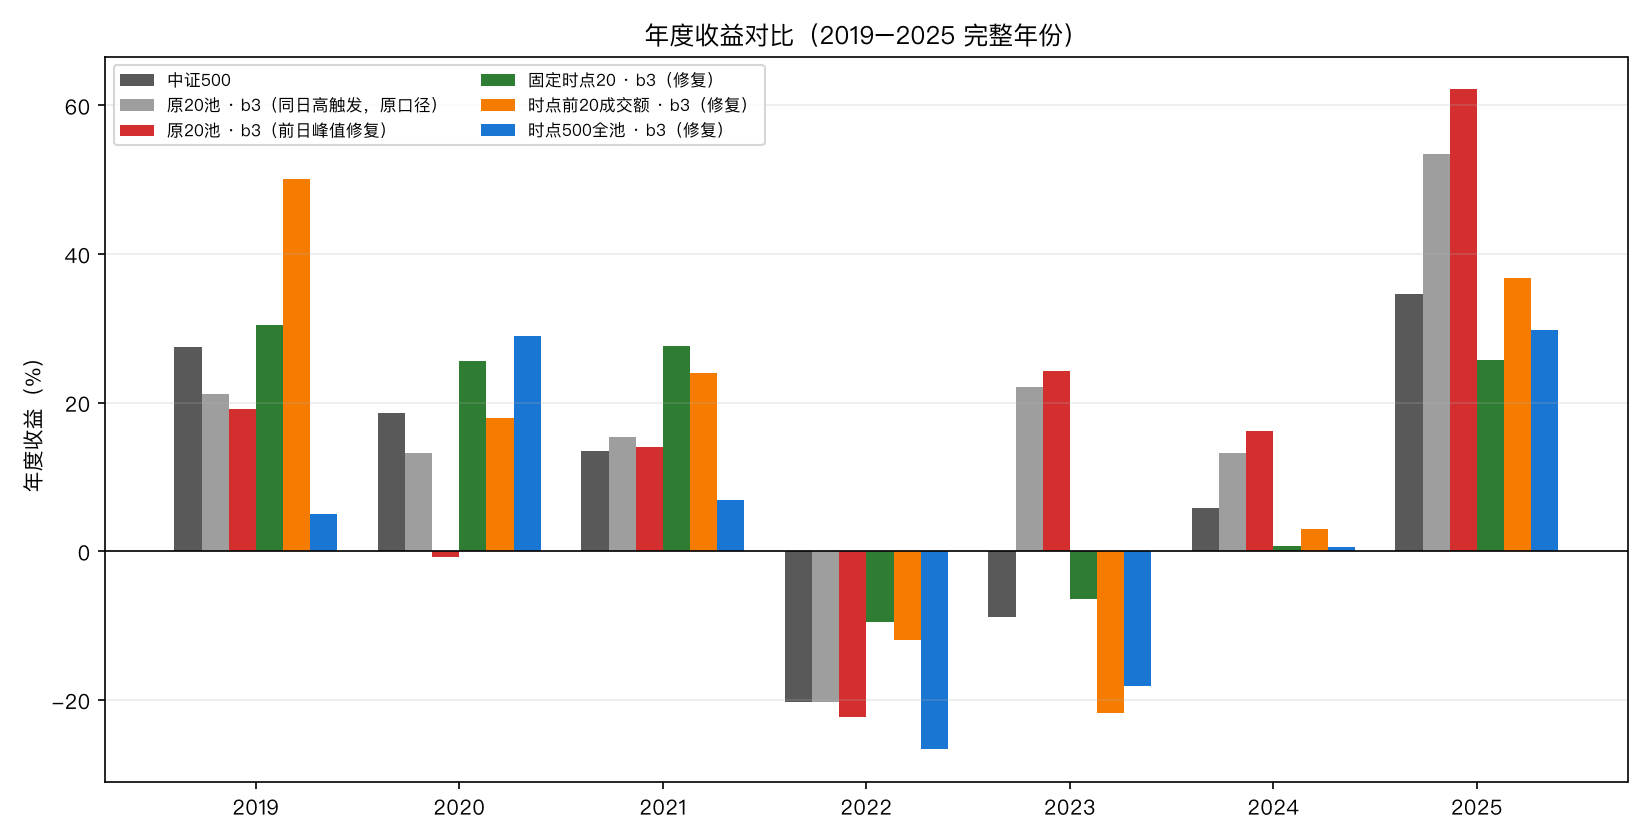 年度收益对比（2019—2025 完整年份）
中证500
原20池 · b3（同日高触发，原口径）
原20池 · b3（前日峰值修复）
固定时点20 · b3（修复）
时点前20成交额 · b3（修复）
时点500全池 · b3（修复）
年度收益（%）
60
40
20
0
−20
2019
2020
2021
2022
2023
2024
2025